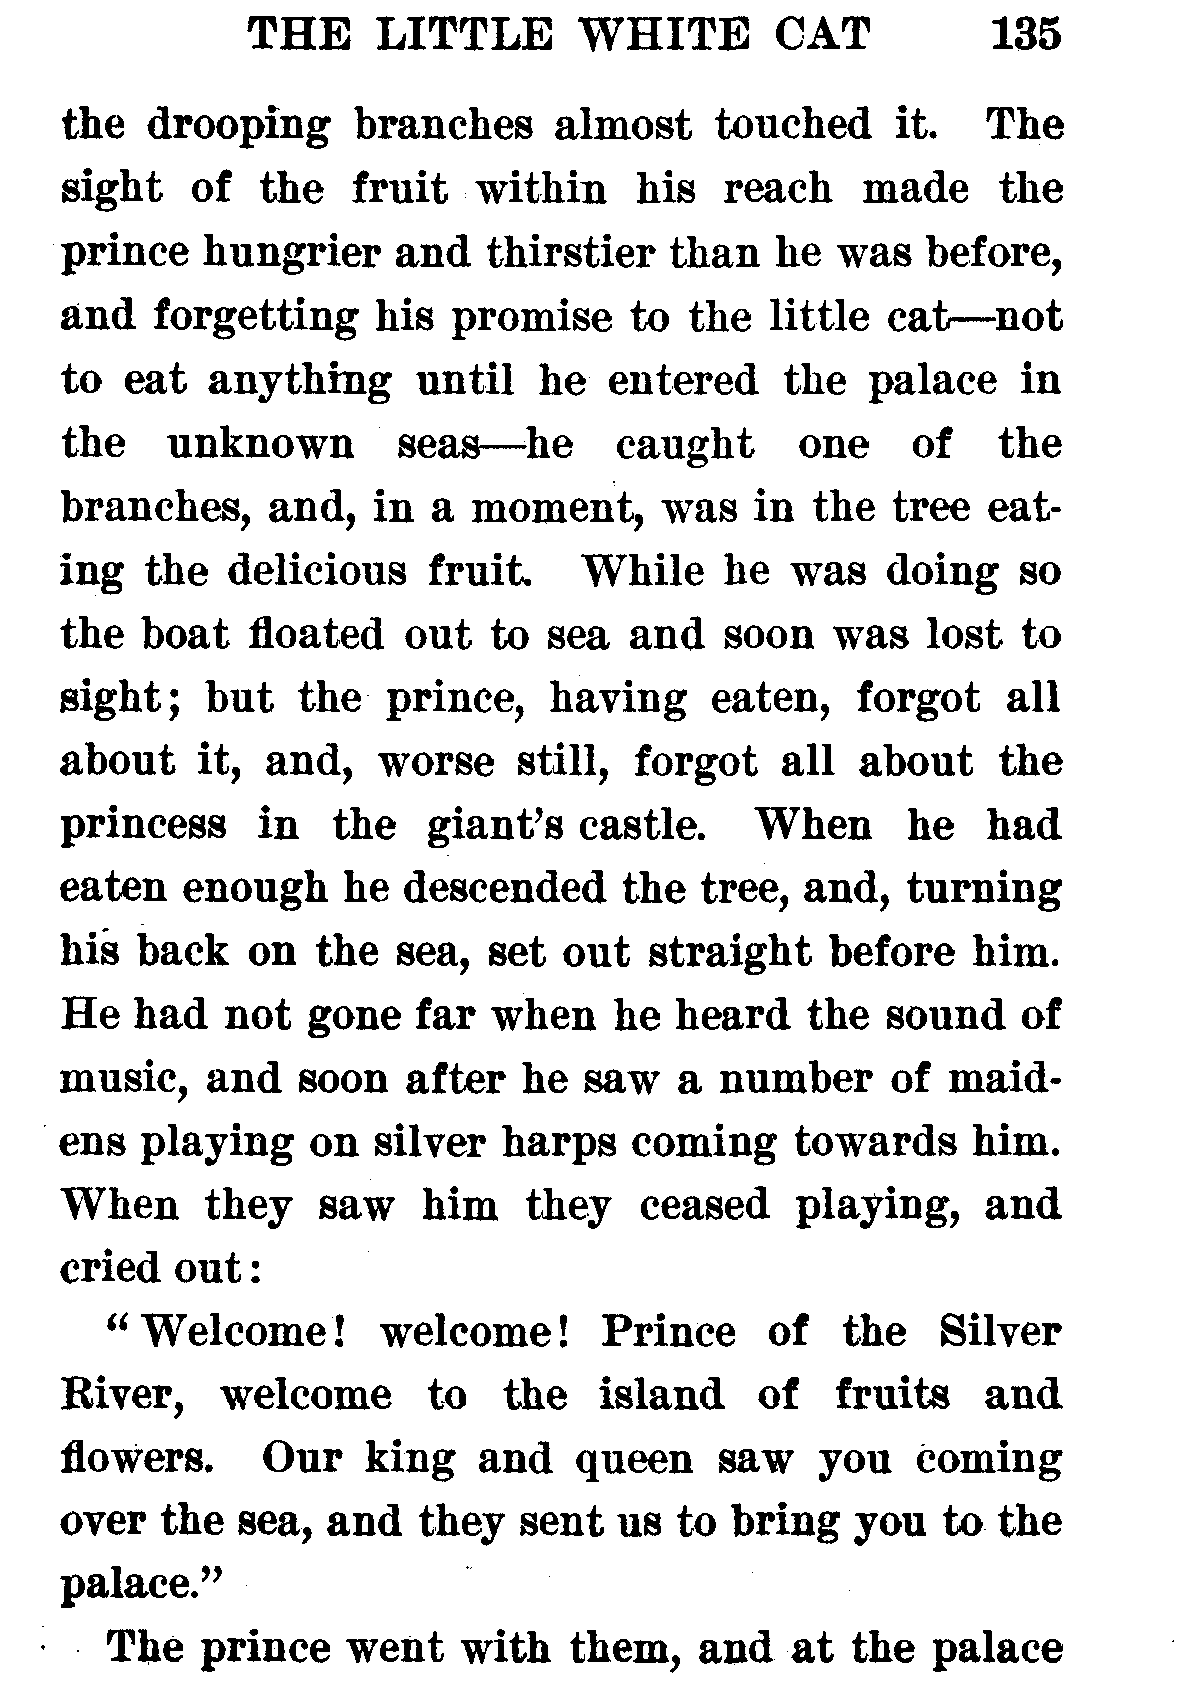 THE LITTLE WHITE CAT 135
the drooping branches almost touched it. The
sight of the fruit within his reach made the
prince hungrier and thirstier than he was before,
and forgetting his promise to the little cat—not
to eat anything until he entered the palace in
the unknown seas—he caught one of the
branches, and, in a moment, was in the tree eat-
ing the delicious fruit. While he was doing so
the boat floated out to sea and soon was lost to
sight; but the prince, having eaten, forgot all
about it, and, worse still, forgot all about the
princess in the giant's castle. When he had
eaten enough he descended the tree, and, turning
his back on the sea, set out straight before him.
He had not gone far when he heard the sound of
music, and soon after he saw a number of maid-
ens playing on silver harps coming towards him.
When they saw him they ceased playing, and
cried out:
“Welcome! welcome! Prince of the Silver
River, welcome to the island of fruits and
flowers. Our king and queen saw you coming
over the sea, and they sent us to bring you to the
palace.”
The prince went with them, and at the palace